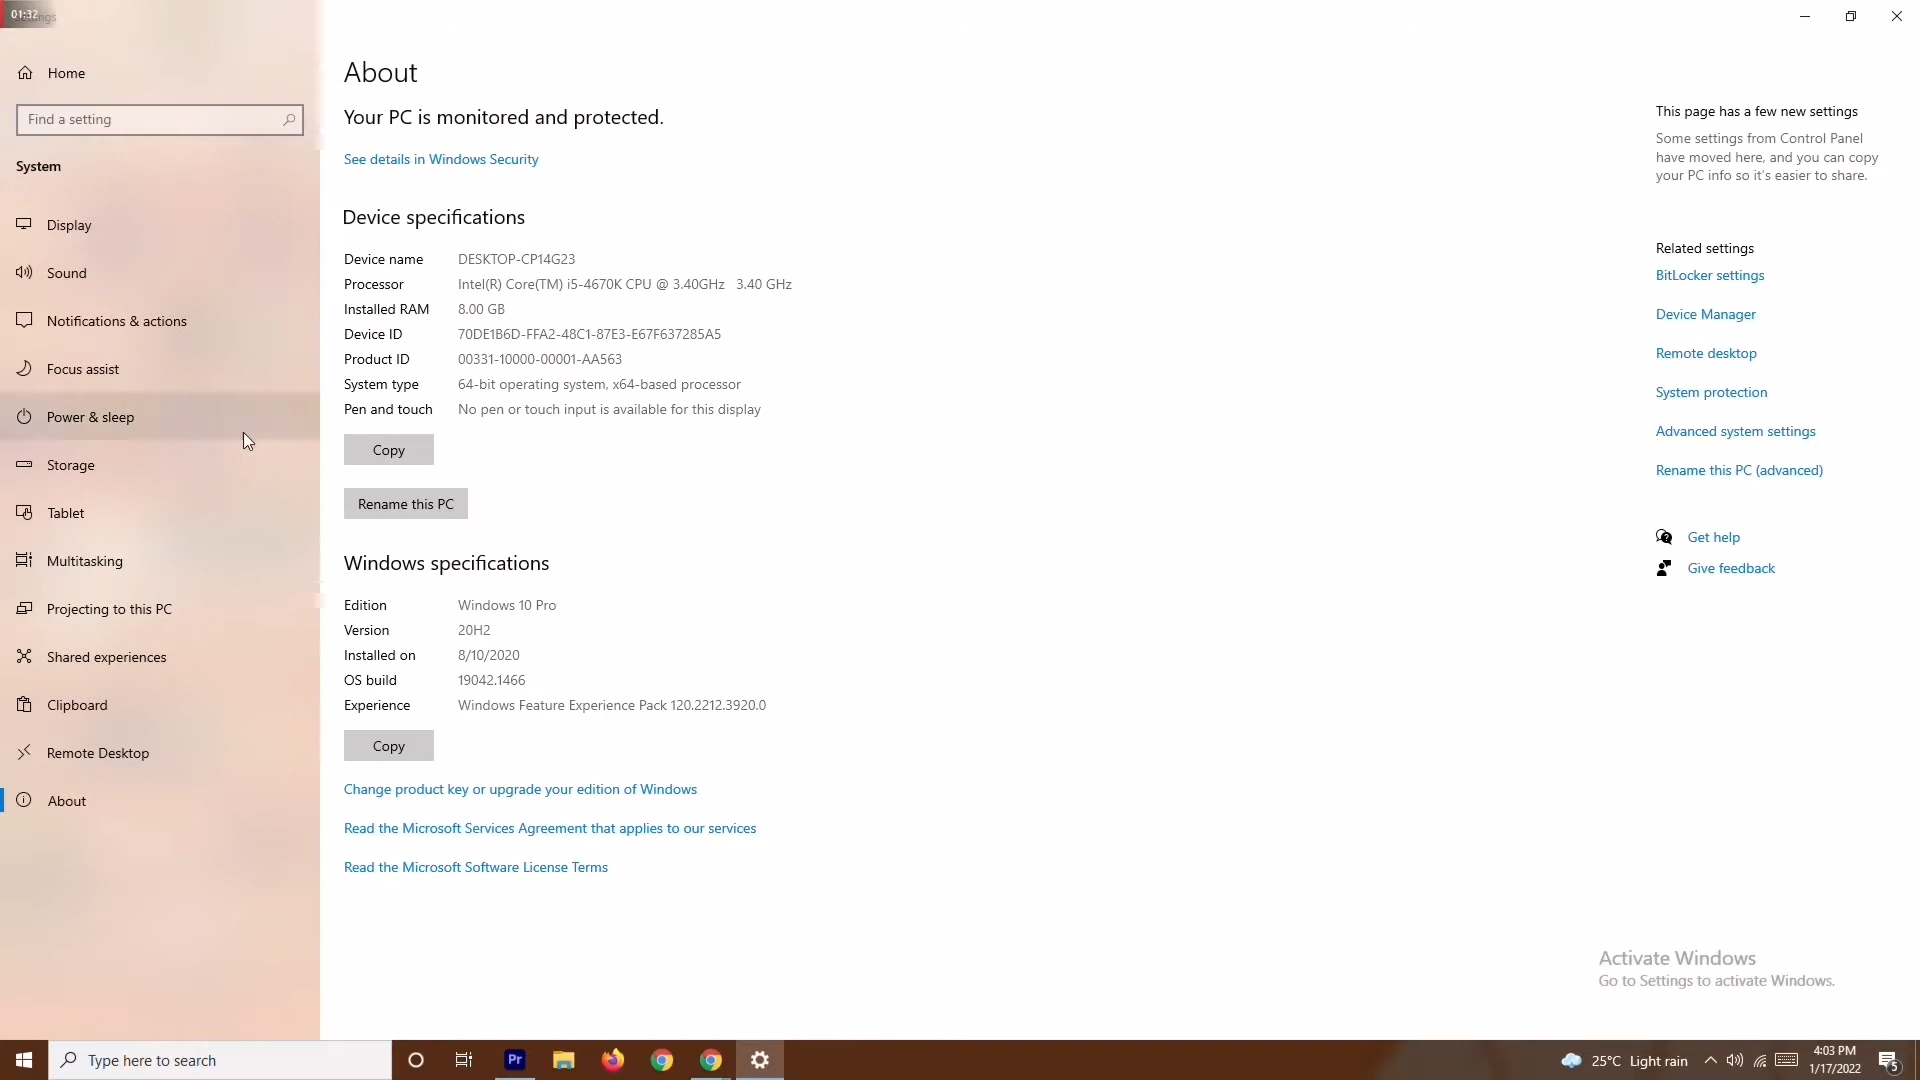 01:32
Settings
Home
Find a setting
System
Display
Sound
Notifications & actions
Focus assist
Power & sleep
Storage
Tablet
Multitasking
Projecting to this PC
Shared experiences
Clipboard
Remote Desktop
About
About
Your PC is monitored and protected.
See details in Windows Security
Device specifications
Device name DESKTOP-CP14G23
Processor Intel(R) Core(TM) i5-4670K CPU @ 3.40GHz 3.40 GHz
Installed RAM 8.00 GB
Device ID 70DE1B6D-FFA2-48C1-87E3-E67F637285A5
Product ID 00331-10000-00001-AA563
System type 64-bit operating system, x64-based processor
Pen and touch No pen or touch input is available for this display
Copy
Rename this PC
Windows specifications
Edition Windows 10 Pro
Version 20H2
Installed on 8/10/2020
OS build 19042.1466
Experience Windows Feature Experience Pack 120.2212.3920.0
Copy
Change product key or upgrade your edition of Windows
Read the Microsoft Services Agreement that applies to our services
Read the Microsoft Software License Terms
This page has a few new settings
Some settings from Control Panel
have moved here, and you can copy
your PC info so it's easier to share.
Related settings
BitLocker settings
Device Manager
Remote desktop
System protection
Advanced system settings
Rename this PC (advanced)
Get help
Give feedback
Activate Windows
Go to Settings to activate Windows.
Type here to search
Pr
25°C Light rain
4:03 PM
1/17/2022
5